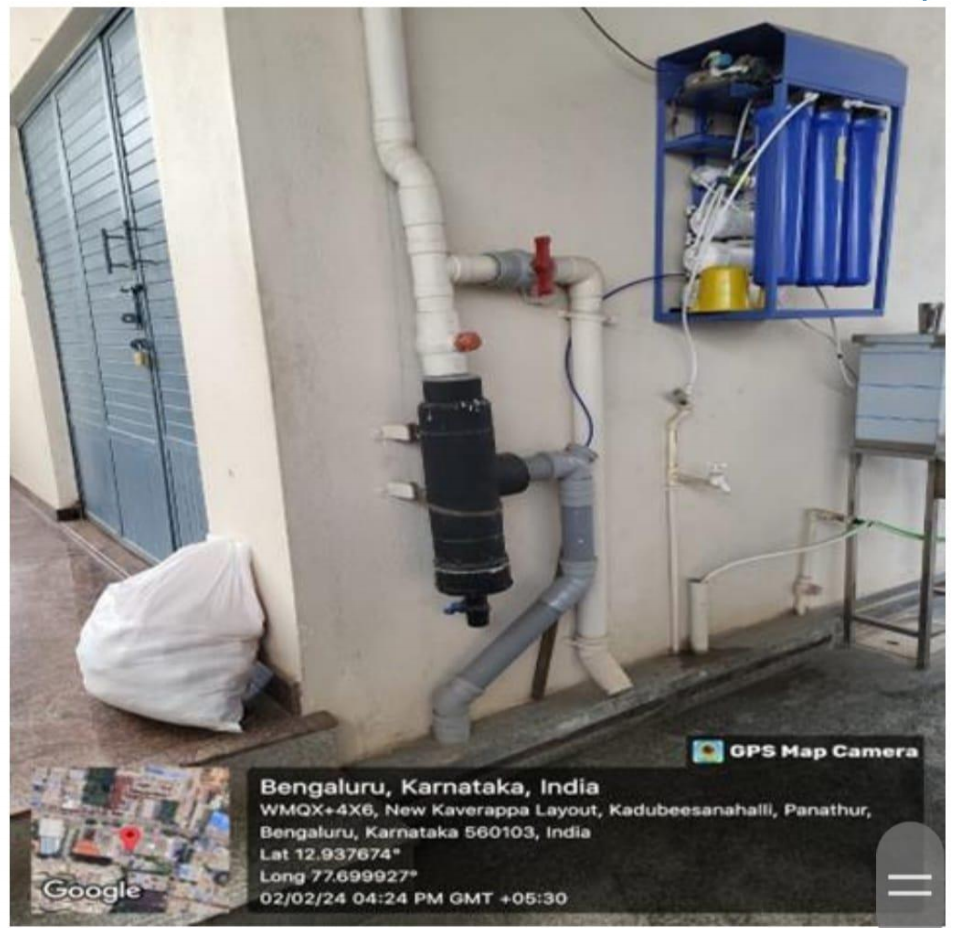 GPS Map Camera
Bengaluru, Karnataka, India
WMQX+4X6, New Kaverappa Layout, Kadubeesanahalli, Panathur,
Bengaluru, Karnataka 560103, India
Lat 12.937674°
Long 77.699927°
02/02/24 04:24 PM GMT +05:30
Google